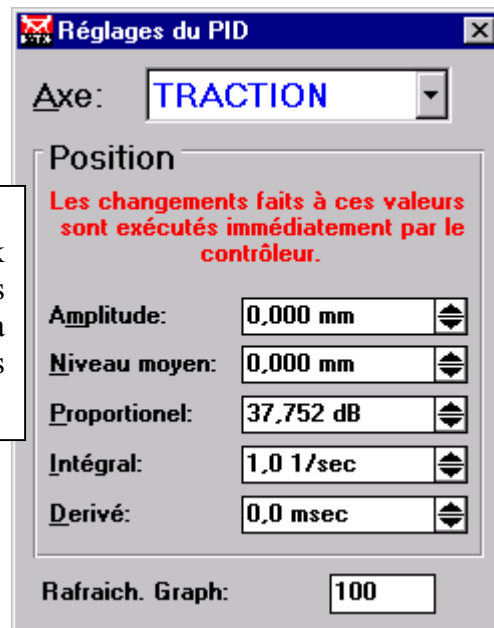 Réglages du PID
Axe: TRACTION
Position
Les changements faits à ces valeurs
sont exécutés immédiatement par le
contrôleur.
Amplitude: 0,000 mm
Niveau moyen: 0,000 mm
Proportionel: 37,752 dB
Intégral: 1,0 1/sec
Derivé: 0,0 msec
Rafraich. Graph: 100